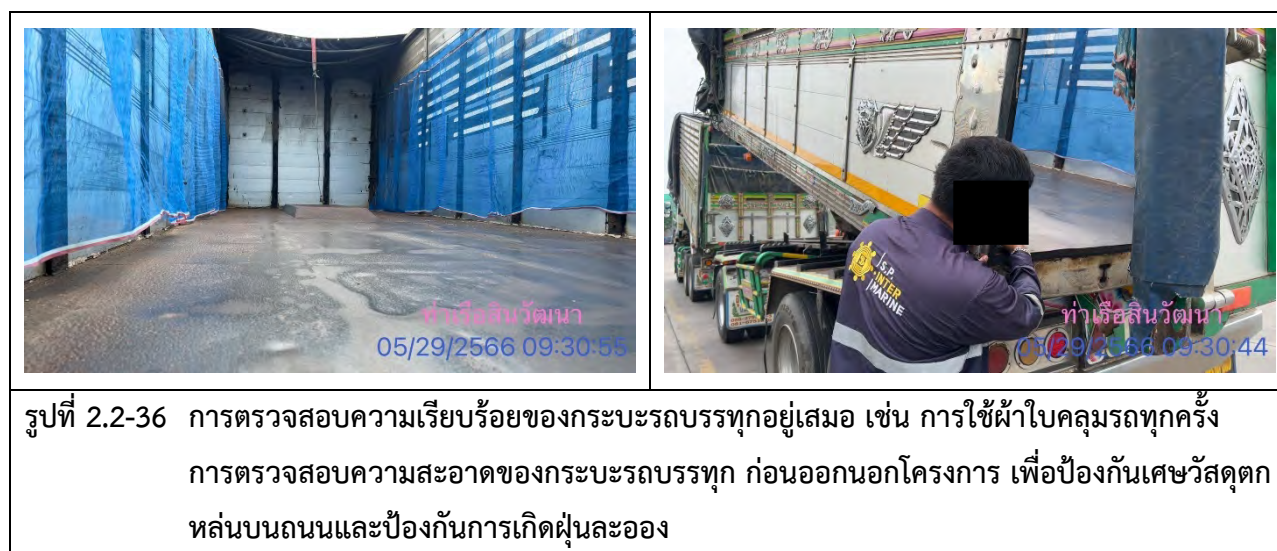 ท่าเรือสินวัฒนา
05/29/2566 09:30:55
S.P.
INTER
MARINE
ท่าเรือสินวัฒนา
05/29/2566 09:30:44
รูปที่ 2.2-36 การตรวจสอบความเรียบร้อยของกระบะรถบรรทุกอยู่เสมอ เช่น การใช้ผ้าใบคลุมรถทุกครั้ง
การตรวจสอบความสะอาดของกระบะรถบรรทุก ก่อนออกนอกโครงการ เพื่อป้องกันเศษวัสดุตก
หล่นบนถนนและป้องกันการเกิดฝุ่นละออง